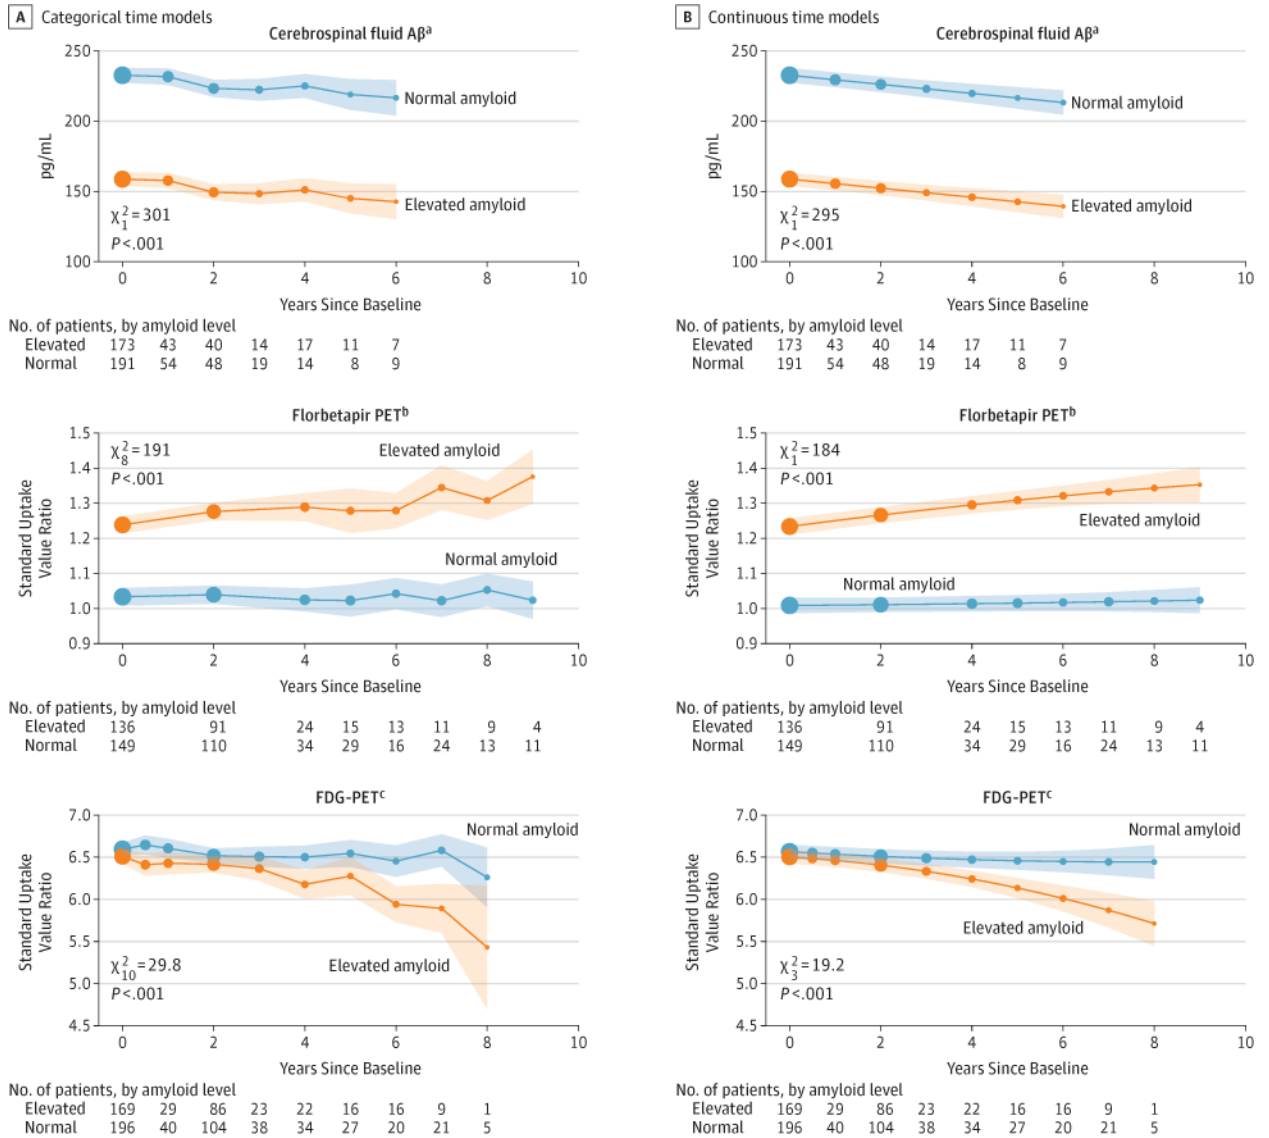 A Categorical time models
Cerebrospinal fluid Aβᵃ
250
200
150
100
pg/mL
Normal amyloid
Elevated amyloid
χ²₁=301
P<.001
0 2 4 6 8 10
Years Since Baseline
No. of patients, by amyloid level
Elevated 173 43 40 14 17 11 7
Normal 191 54 48 19 14 8 9
Florbetapir PETᵇ
1.5
1.4
1.3
1.2
1.1
1.0
0.9
Standard Uptake
Value Ratio
χ²₈=191
P<.001
Elevated amyloid
Normal amyloid
0 2 4 6 8 10
Years Since Baseline
No. of patients, by amyloid level
Elevated 136 91 24 15 13 11 9 4
Normal 149 110 34 29 16 24 13 11
FDG-PETᶜ
7.0
6.5
6.0
5.5
5.0
4.5
Standard Uptake
Value Ratio
Normal amyloid
Elevated amyloid
χ²₁₀=29.8
P<.001
0 2 4 6 8 10
Years Since Baseline
No. of patients, by amyloid level
Elevated 169 29 86 23 22 16 16 9 1
Normal 196 40 104 38 34 27 20 21 5
B Continuous time models
Cerebrospinal fluid Aβᵃ
250
200
150
100
pg/mL
Normal amyloid
Elevated amyloid
χ²₁=295
P<.001
0 2 4 6 8 10
Years Since Baseline
No. of patients, by amyloid level
Elevated 173 43 40 14 17 11 7
Normal 191 54 48 19 14 8 9
Florbetapir PETᵇ
1.5
1.4
1.3
1.2
1.1
1.0
0.9
Standard Uptake
Value Ratio
χ²₁=184
P<.001
Elevated amyloid
Normal amyloid
0 2 4 6 8 10
Years Since Baseline
No. of patients, by amyloid level
Elevated 136 91 24 15 13 11 9 4
Normal 149 110 34 29 16 24 13 11
FDG-PETᶜ
7.0
6.5
6.0
5.5
5.0
4.5
Standard Uptake
Value Ratio
Normal amyloid
Elevated amyloid
χ²₃=19.2
P<.001
0 2 4 6 8 10
Years Since Baseline
No. of patients, by amyloid level
Elevated 169 29 86 23 22 16 16 9 1
Normal 196 40 104 38 34 27 20 21 5